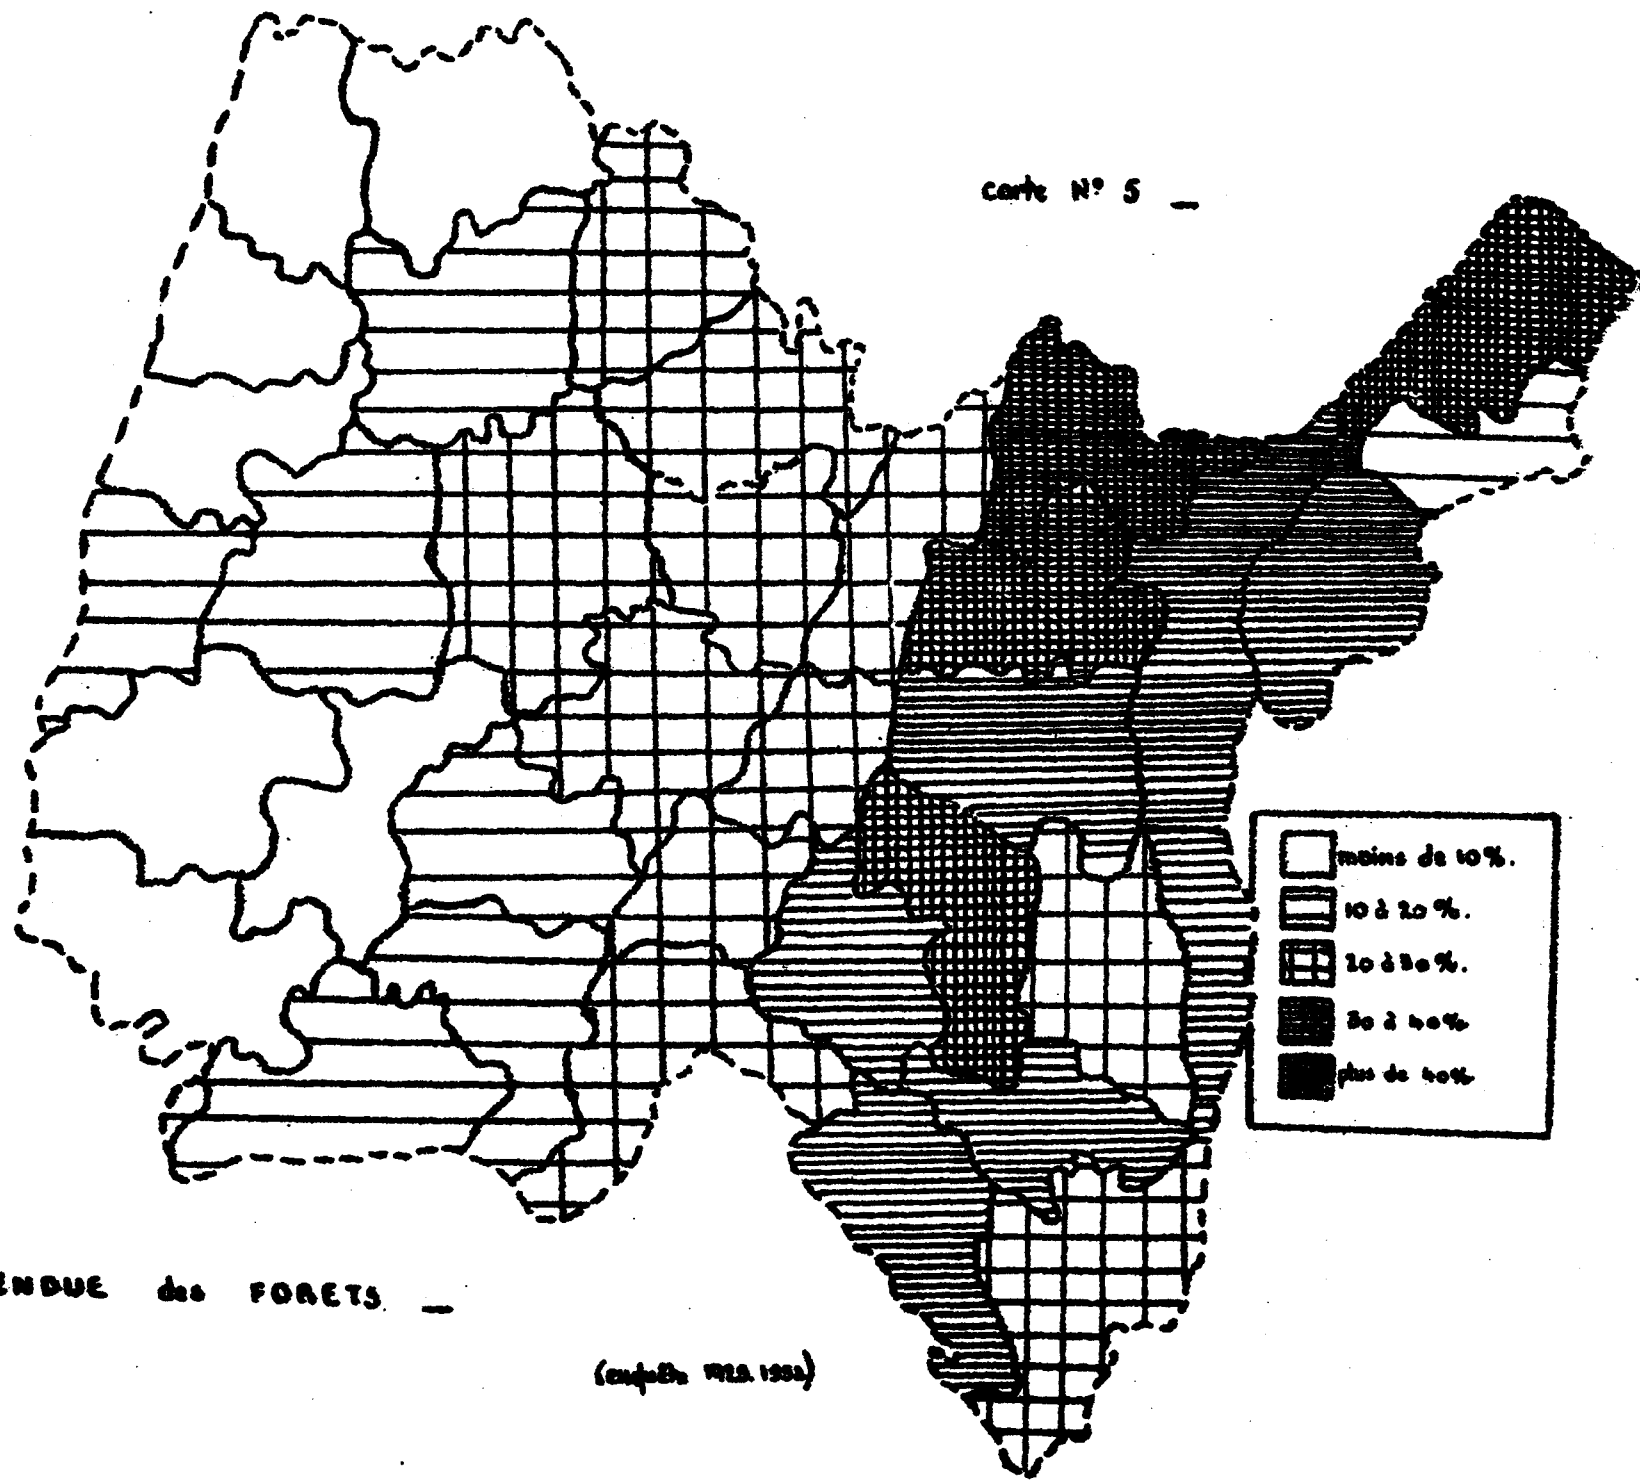 Carte N° 5 _
moins de 10%.
10 à 20%.
20 à 30%.
30 à 40%
plus de 40%
ENDUE des FORETS _